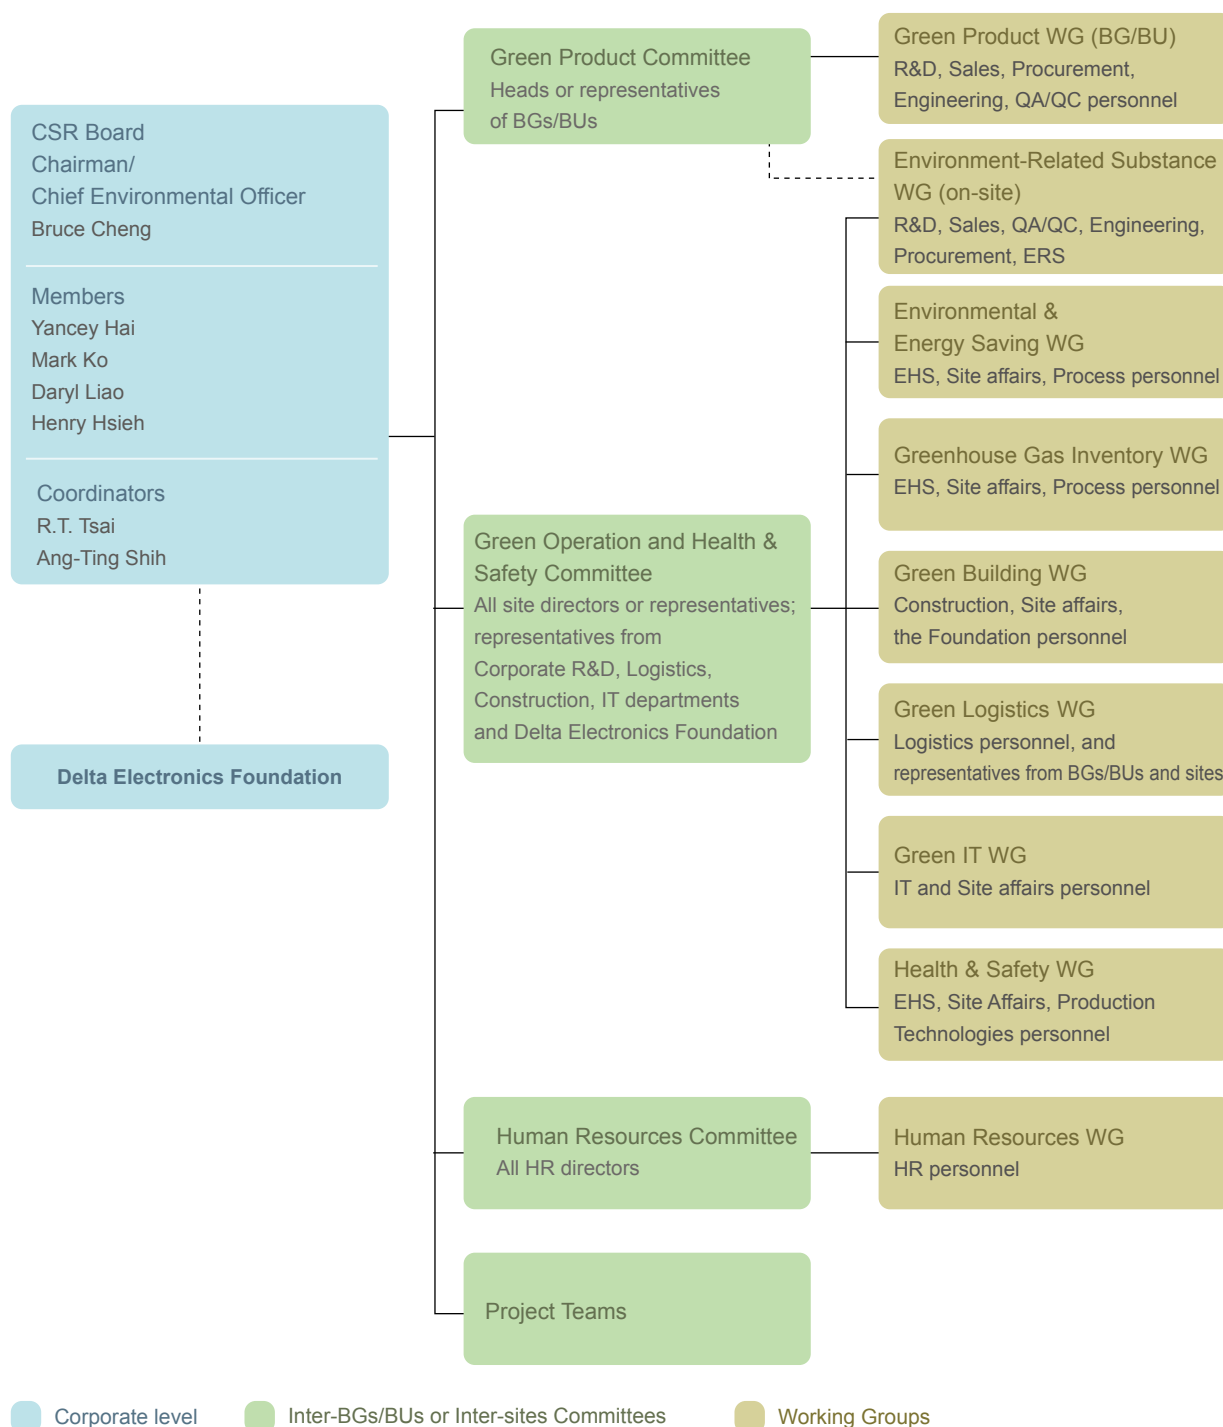 CSR Board
Chairman/
Chief Environmental Officer
Bruce Cheng
Members
Yancey Hai
Mark Ko
Daryl Liao
Henry Hsieh
Coordinators
R.T. Tsai
Ang-Ting Shih
Delta Electronics Foundation
Green Product Committee
Heads or representatives
of BGs/BUs
Green Operation and Health &
Safety Committee
All site directors or representatives;
representatives from
Corporate R&D, Logistics,
Construction, IT departments
and Delta Electronics Foundation
Human Resources Committee
All HR directors
Project Teams
Green Product WG (BG/BU)
R&D, Sales, Procurement,
Engineering, QA/QC personnel
Environment-Related Substance
WG (on-site)
R&D, Sales, QA/QC, Engineering,
Procurement, ERS
Environmental &
Energy Saving WG
EHS, Site affairs, Process personnel
Greenhouse Gas Inventory WG
EHS, Site affairs, Process personnel
Green Building WG
Construction, Site affairs,
the Foundation personnel
Green Logistics WG
Logistics personnel, and
representatives from BGs/BUs and sites
Green IT WG
IT and Site affairs personnel
Health & Safety WG
EHS, Site Affairs, Production
Technologies personnel
Human Resources WG
HR personnel
Corporate level
Inter-BGs/BUs or Inter-sites Committees
Working Groups